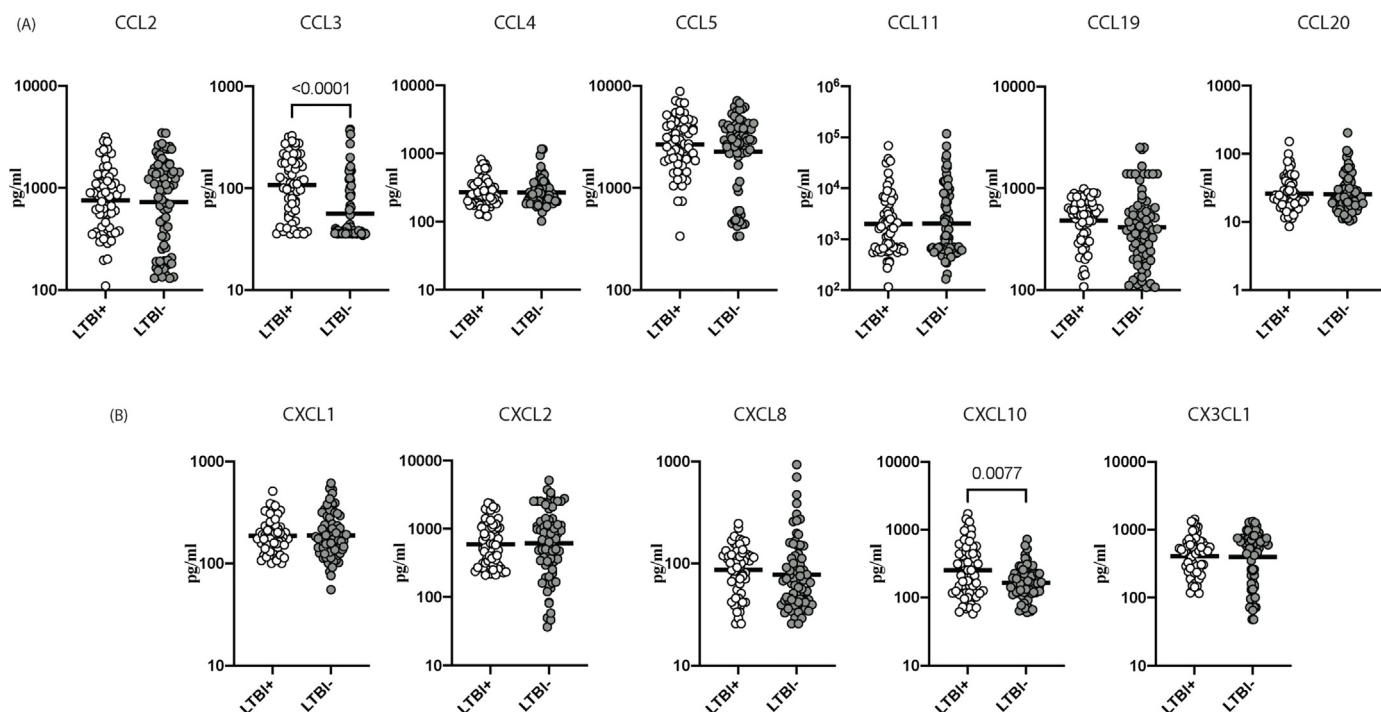 (A) CCL2 CCL3 CCL4 CCL5 CCL11 CCL19 CCL20
10000 1000 10000 10000 10⁶ 10000 1000
<0.0001
10⁵ 100
pg/ml 1000 pg/ml 100 pg/ml 1000 pg/ml 1000 pg/ml 10⁴ pg/ml 1000 pg/ml
100 10³ 10
100 10 10 100 10² 100 1
LTBI+ LTBI- LTBI+ LTBI- LTBI+ LTBI- LTBI+ LTBI- LTBI+ LTBI- LTBI+ LTBI- LTBI+ LTBI-
(B) CXCL1 CXCL2 CXCL8 CXCL10 CX3CL1
1000 10000 1000 10000 10000
0.0077
1000 1000 1000
pg/ml 100 pg/ml pg/ml 100 pg/ml pg/ml
100 100 100
10 10 10 10 10
LTBI+ LTBI- LTBI+ LTBI- LTBI+ LTBI- LTBI+ LTBI- LTBI+ LTBI-